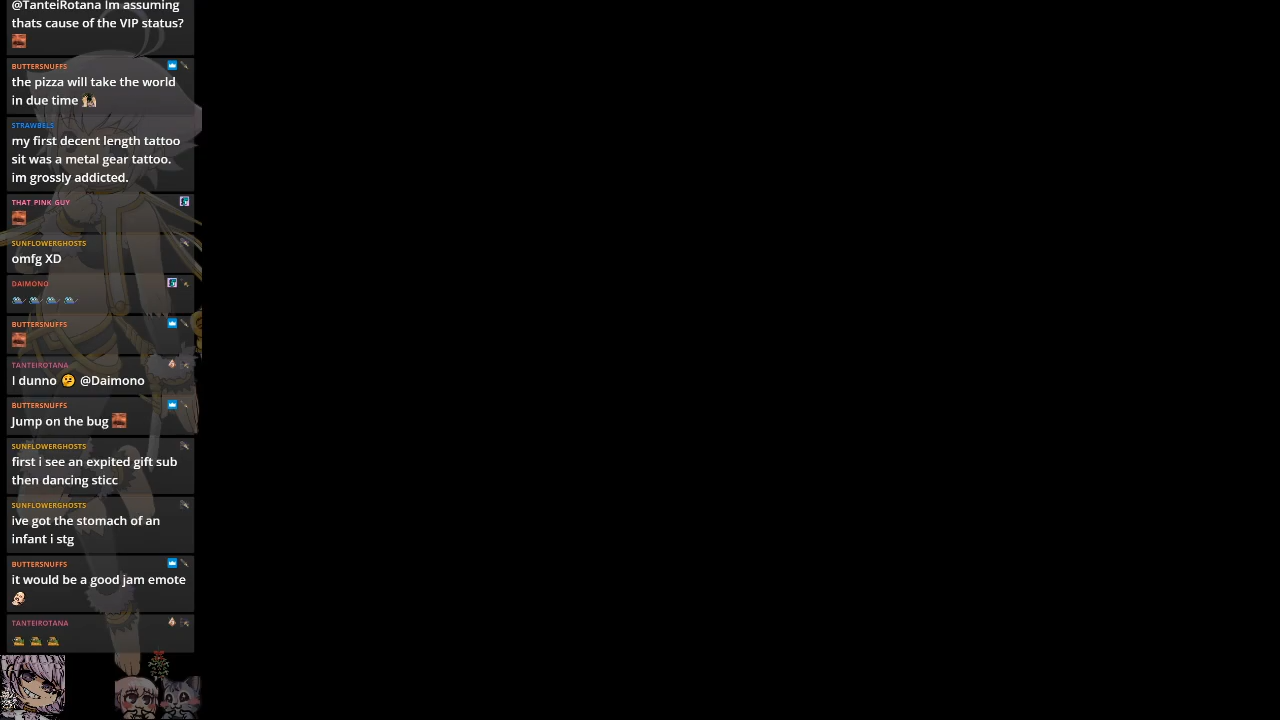 @TanteiRotana Im assuming
thats cause of the VIP status?
BUTTERSNUFFS
the pizza will take the world
in due time
STRAWBELS
my first decent length tattoo
sit was a metal gear tattoo.
im grossly addicted.
THAT PINK GUY
SUNFLOWERGHOSTS
omfg XD
DAIMONO
BUTTERSNUFFS
TANTEIROTANA
I dunno 🤔 @Daimono
BUTTERSNUFFS
Jump on the bug
SUNFLOWERGHOSTS
first i see an expited gift sub
then dancing sticc
SUNFLOWERGHOSTS
ive got the stomach of an
infant i stg
BUTTERSNUFFS
it would be a good jam emote
TANTEIROTANA